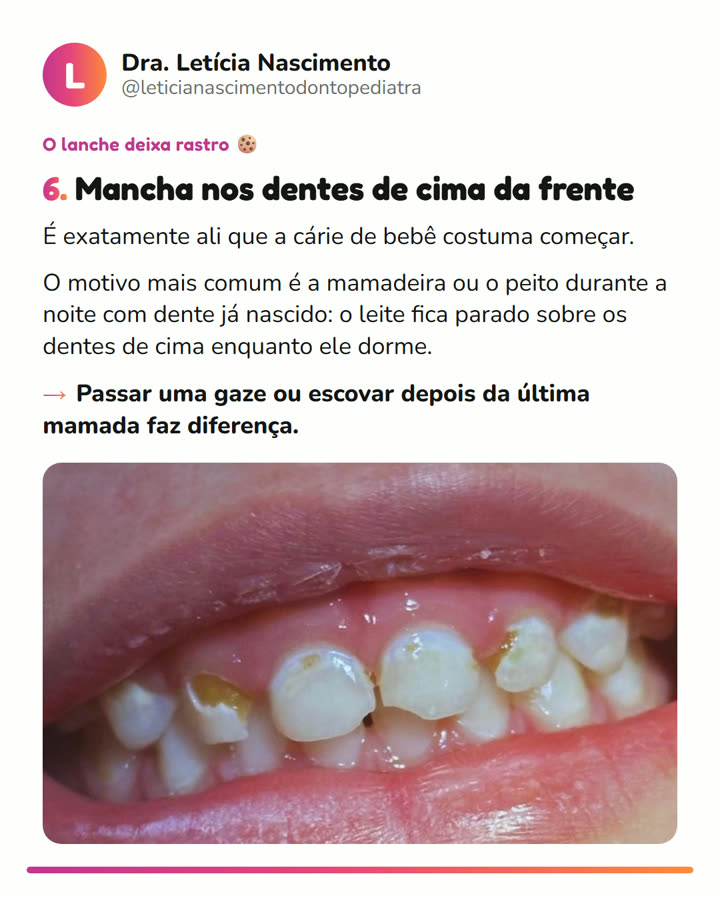 L
Dra. Letícia Nascimento
@leticianascimentodontopediatra
O lanche deixa rastro 🍪
6. Mancha nos dentes de cima da frente
É exatamente ali que a cárie de bebê costuma começar.
O motivo mais comum é a mamadeira ou o peito durante a
noite com dente já nascido: o leite fica parado sobre os
dentes de cima enquanto ele dorme.
→ Passar uma gaze ou escovar depois da última
mamada faz diferença.